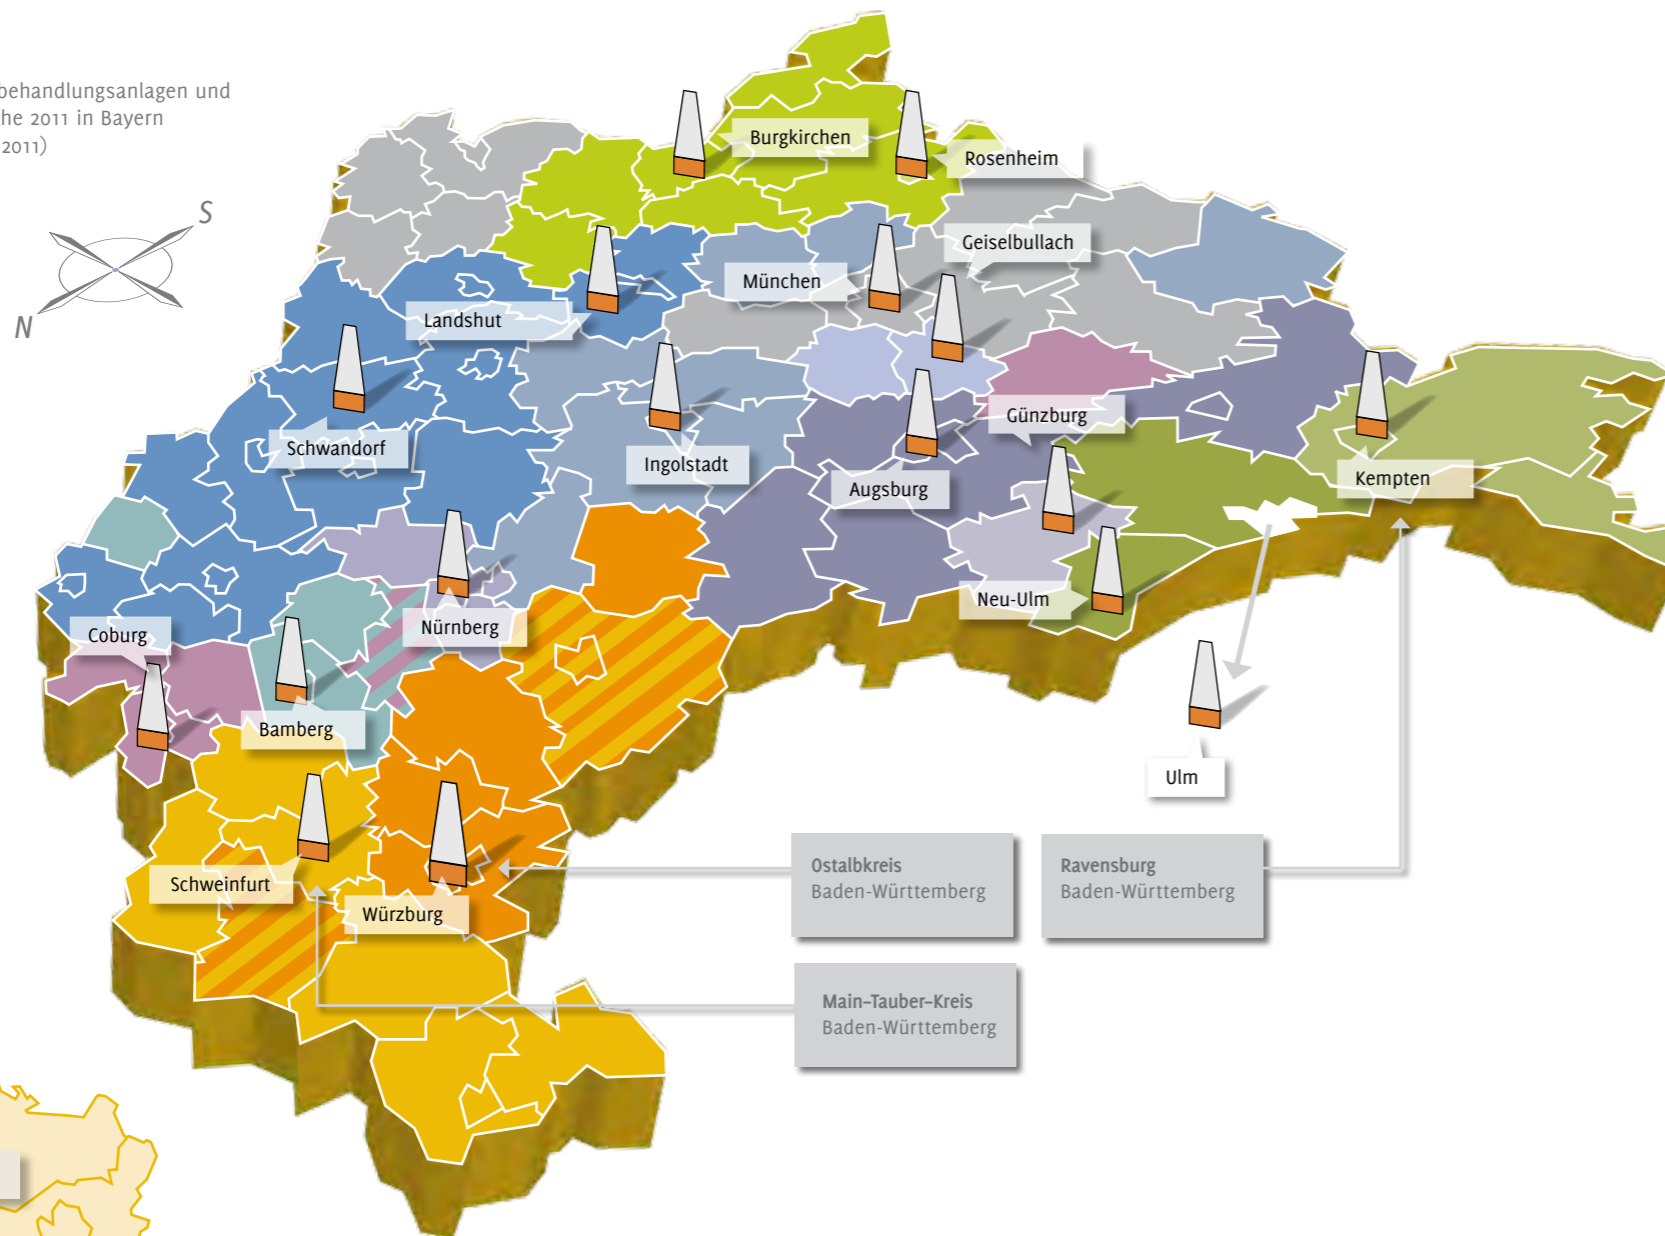 behandlungsanlagen und
he 2011 in Bayern
2011)
S
N
Burgkirchen
Rosenheim
Geiselbullach
München
Landshut
Schwandorf
Ingolstadt
Günzburg
Augsburg
Kempten
Neu-Ulm
Nürnberg
Coburg
Bamberg
Ulm
Schweinfurt
Würzburg
Ostalbkreis
Baden-Württemberg
Ravensburg
Baden-Württemberg
Main-Tauber-Kreis
Baden-Württemberg